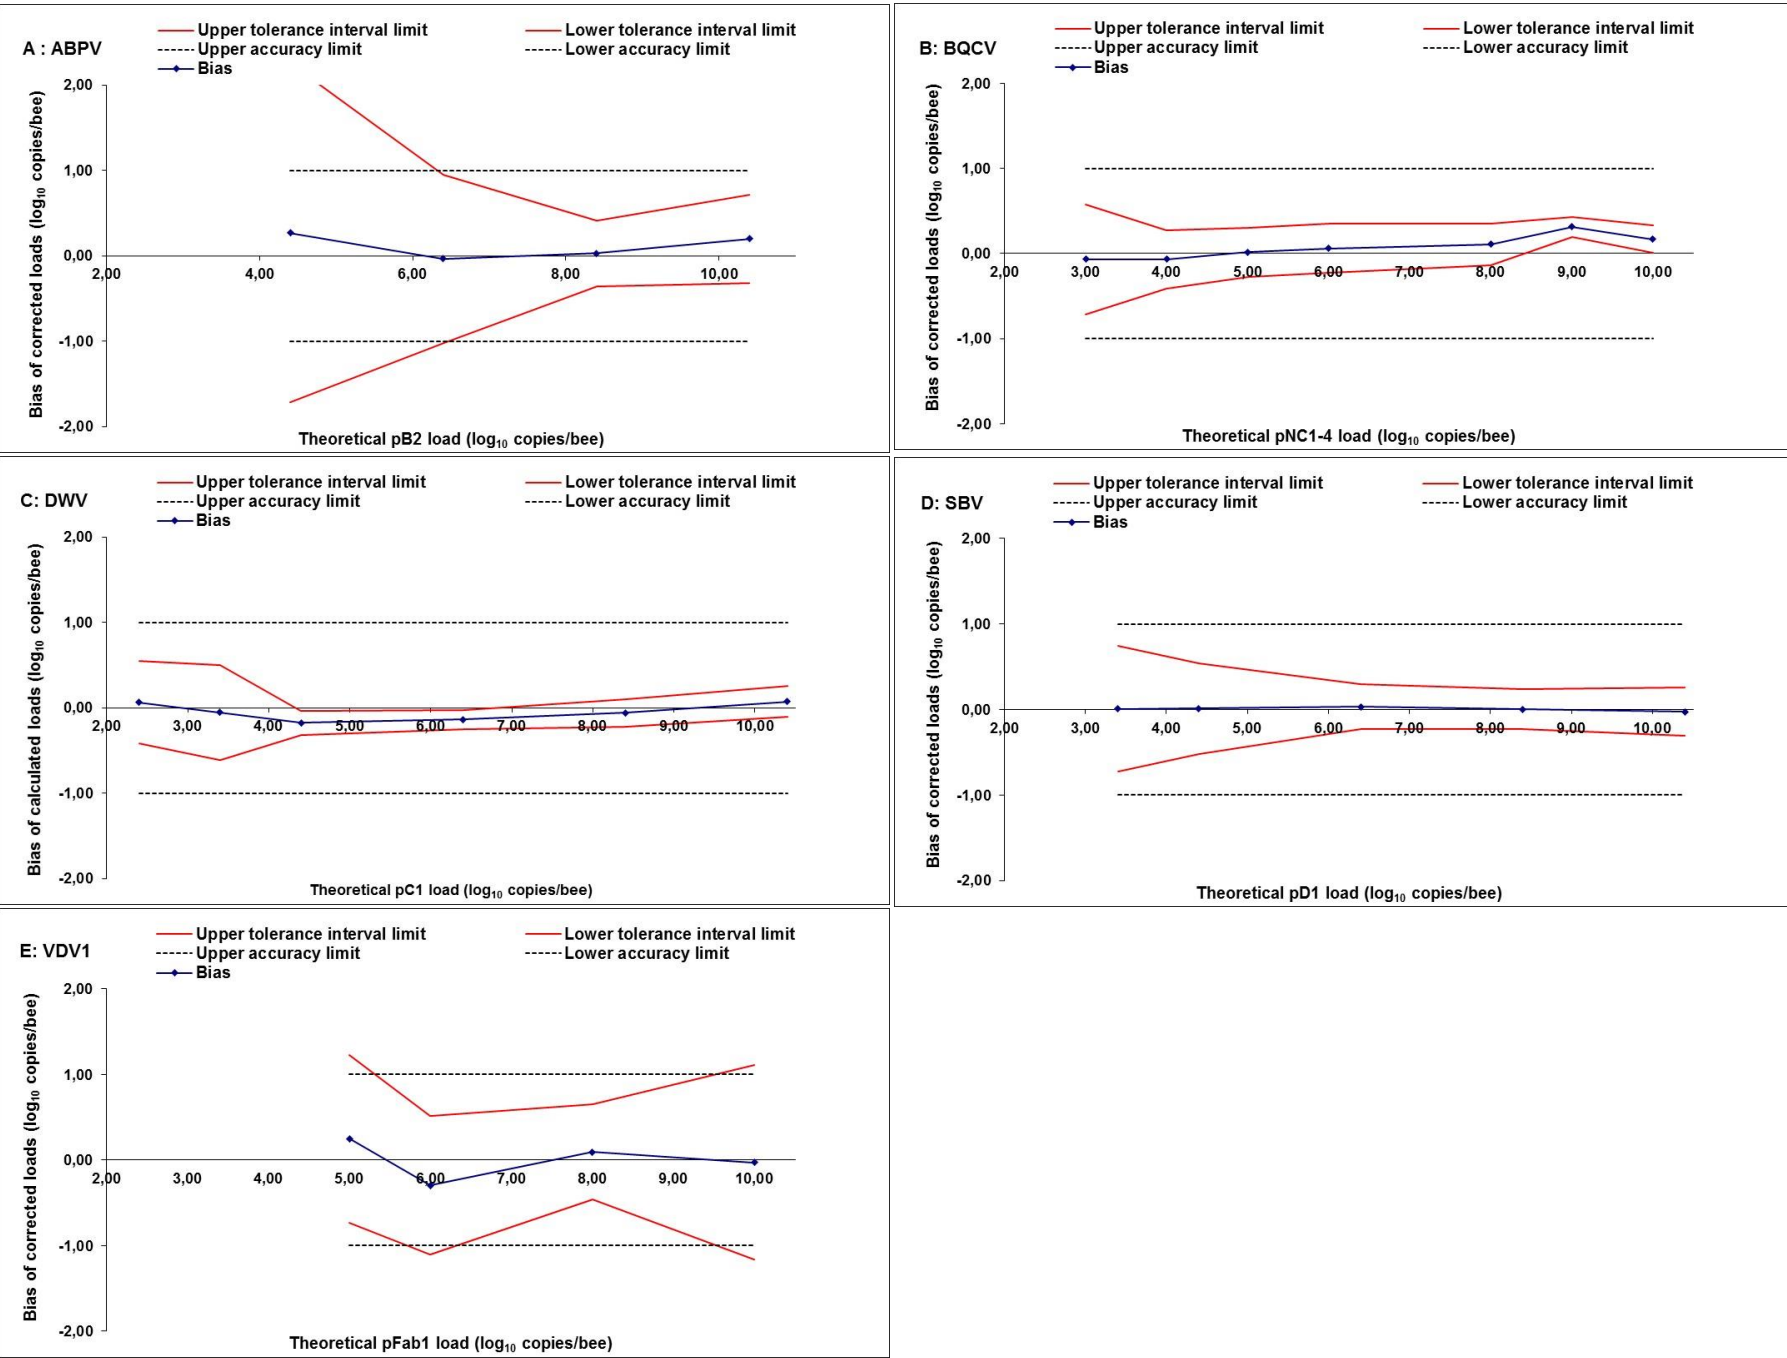 A : ABPV
Upper tolerance interval limit
Lower tolerance interval limit
Upper accuracy limit
Lower accuracy limit
Bias
Bias of corrected loads (log10 copies/bee)
2,00
1,00
0,00
-1,00
-2,00
2,00 4,00 6,00 8,00 10,00
Theoretical pB2 load (log10 copies/bee)
B: BQCV
Upper tolerance interval limit
Lower tolerance interval limit
Upper accuracy limit
Lower accuracy limit
Bias
Bias of corrected loads (log10 copies/bee)
2,00
1,00
0,00
-1,00
-2,00
2,00 3,00 4,00 5,00 6,00 7,00 8,00 9,00 10,00
Theoretical pNC1-4 load (log10 copies/bee)
C: DWV
Upper tolerance interval limit
Lower tolerance interval limit
Upper accuracy limit
Lower accuracy limit
Bias
Bias of calculated loads (log10 copies/bee)
2,00
1,00
0,00
-1,00
-2,00
2,00 3,00 4,00 5,00 6,00 7,00 8,00 9,00 10,00
Theoretical pC1 load (log10 copies/bee)
D: SBV
Upper tolerance interval limit
Lower tolerance interval limit
Upper accuracy limit
Lower accuracy limit
Bias
Bias of corrected loads (log10 copies/bee)
2,00
1,00
0,00
-1,00
-2,00
2,00 3,00 4,00 5,00 6,00 7,00 8,00 9,00 10,00
Theoretical pD1 load (log10 copies/bee)
E: VDV1
Upper tolerance interval limit
Lower tolerance interval limit
Upper accuracy limit
Lower accuracy limit
Bias
Bias of corrected loads (log10 copies/bee)
2,00
1,00
0,00
-1,00
-2,00
2,00 3,00 4,00 5,00 6,00 7,00 8,00 9,00 10,00
Theoretical pFab1 load (log10 copies/bee)